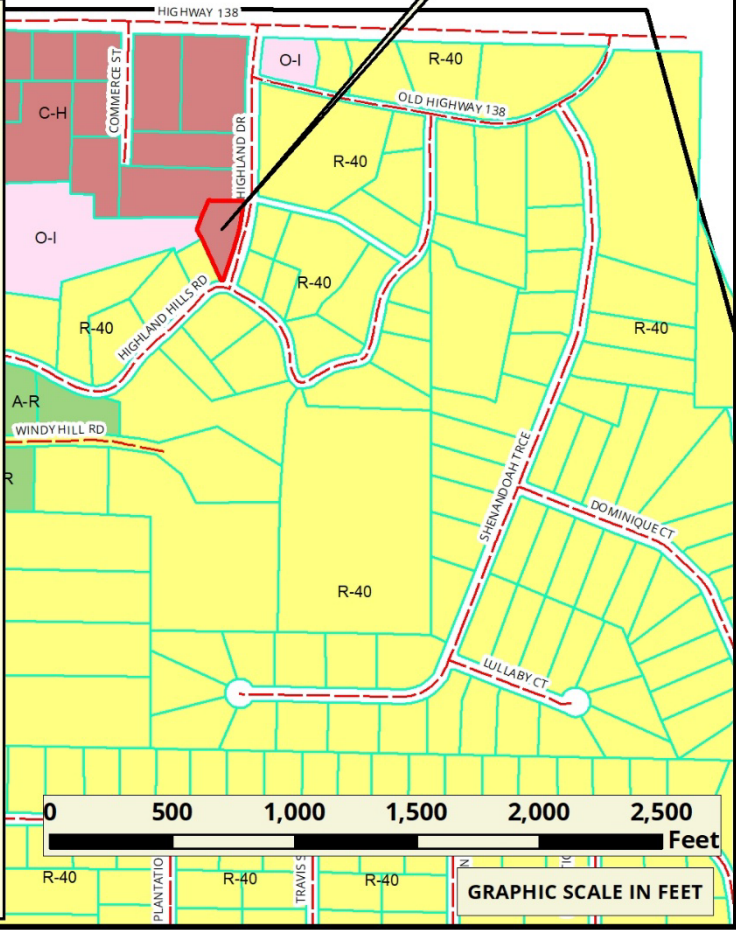 HIGHWAY 138
COMMERCE ST
O-I
R-40
C-H
OLD HIGHWAY 138
HIGHLAND DR
R-40
O-I
R-40
HIGHLAND HILLS RD
R-40
R-40
A-R
WINDY HILL RD
SHENANDOAH TRCE
R
DOMINIQUE CT
R-40
LULLABY CT
0 500 1,000 1,500 2,000 2,500
Feet
PLANTATIO
TRAVIS S
N
R-40
R-40
R-40
GRAPHIC SCALE IN FEET